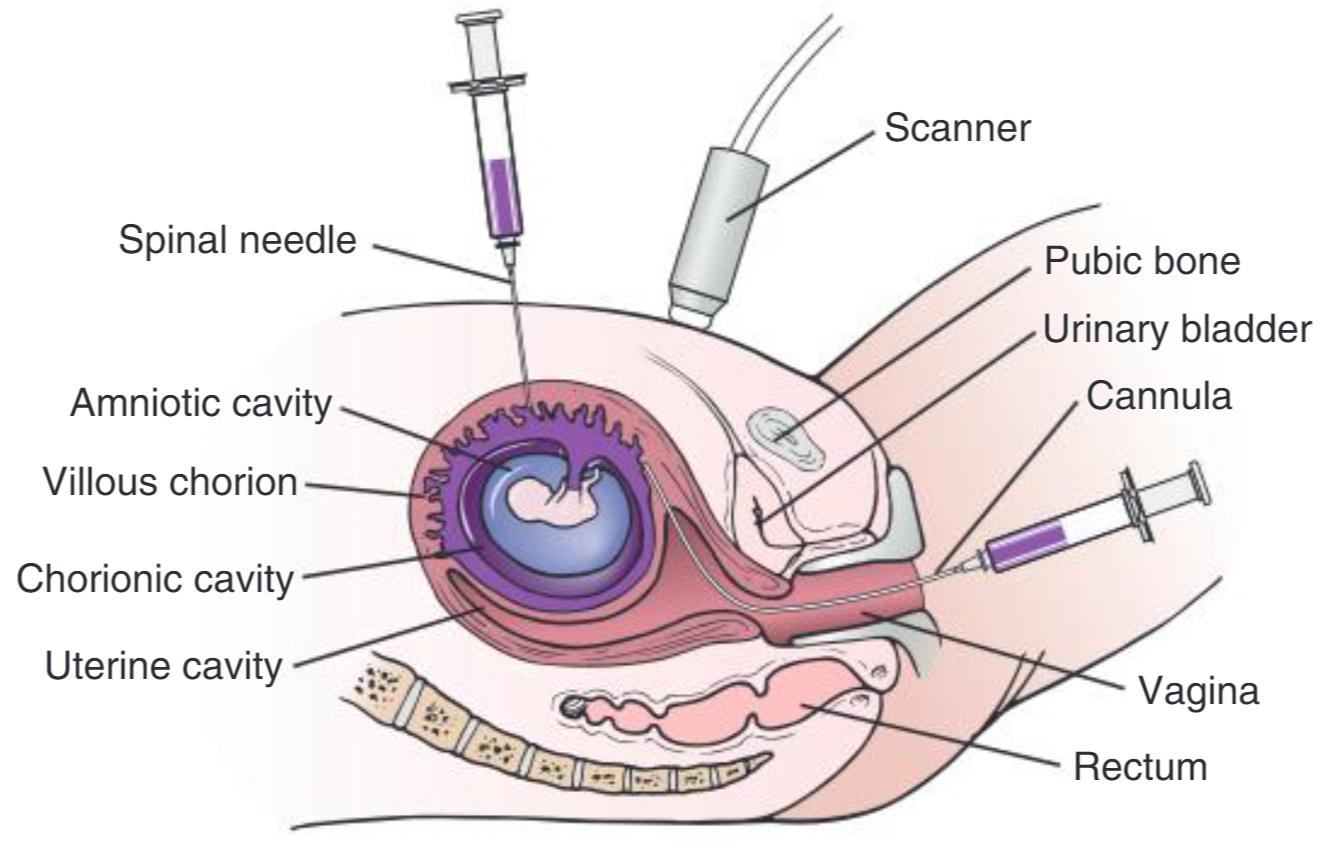 Scanner
Spinal needle
Pubic bone
Urinary bladder
Amniotic cavity
Cannula
Villous chorion
Chorionic cavity
Uterine cavity
Vagina
Rectum